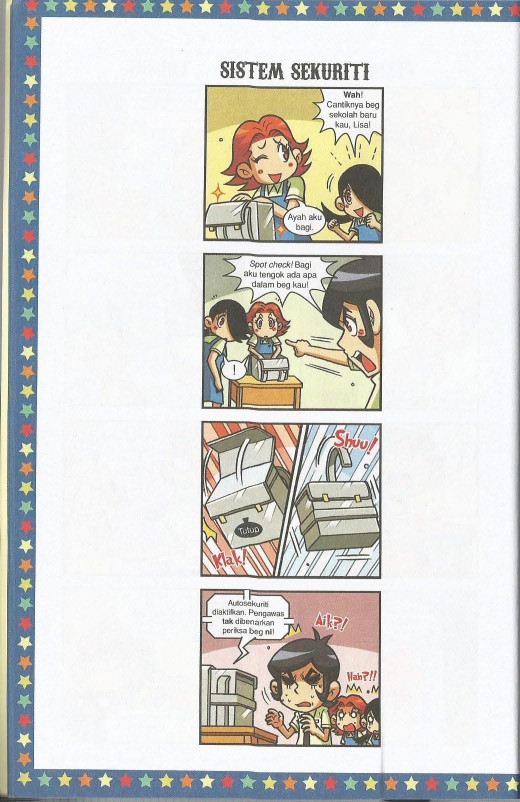 SISTEM SEKURITI
Wah!
Cantiknya beg
sekolah baru
kau, Lisa!
Ayah aku
bagi.
Spot check! Bagi
aku tengok ada apa
dalam beg kau!
!
Shuu!
Tutup
Klak!
Autosekuriti
diaktifkan. Pengawas
tak dibenarkan
periksa beg ni!
Aik?!
Hah?!!